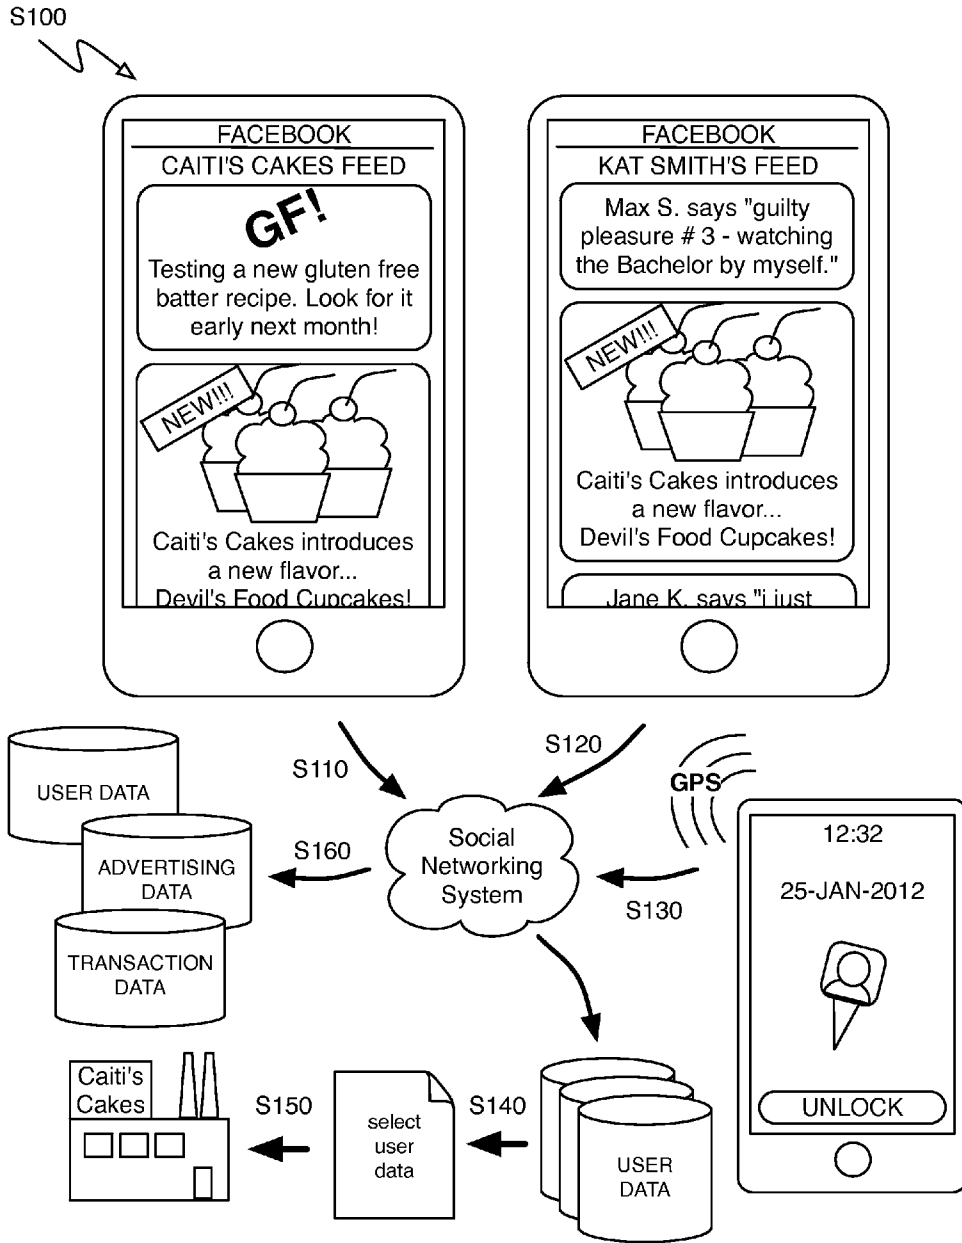 S100
FACEBOOK
CAITI'S CAKES FEED
GF!
Testing a new gluten free
batter recipe. Look for it
early next month!
NEW!!!
Caiti's Cakes introduces
a new flavor...
Devil's Food Cupcakes!
FACEBOOK
KAT SMITH'S FEED
Max S. says "guilty
pleasure # 3 - watching
the Bachelor by myself."
NEW!!!
Caiti's Cakes introduces
a new flavor...
Devil's Food Cupcakes!
Jane K. says "i just
S110
S120
GPS
USER DATA
ADVERTISING
DATA
TRANSACTION
DATA
S160
Social
Networking
System
S130
12:32
25-JAN-2012
UNLOCK
Caiti's
Cakes
S150
select
user
data
S140
USER
DATA